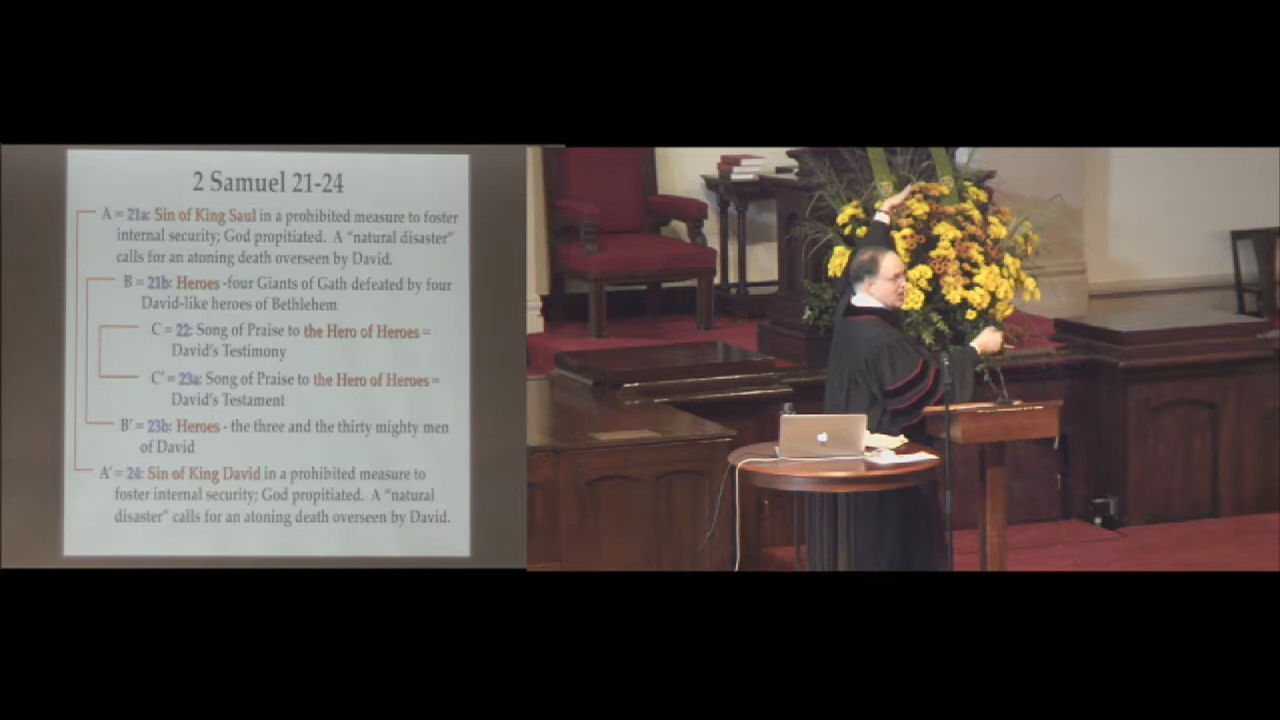 2 Samuel 21-24
A = 21a: Sin of King Saul in a prohibited measure to foster
internal security; God propitiated. A "natural disaster"
calls for an atoning death overseen by David.
B = 21b: Heroes -four Giants of Gath defeated by four
David-like heroes of Bethlehem
C = 22: Song of Praise to the Hero of Heroes =
David's Testimony
C' = 23a: Song of Praise to the Hero of Heroes =
David's Testament
B' = 23b: Heroes - the three and the thirty mighty men
of David
A' = 24: Sin of King David in a prohibited measure to
foster internal security; God propitiated. A "natural
disaster" calls for an atoning death overseen by David.